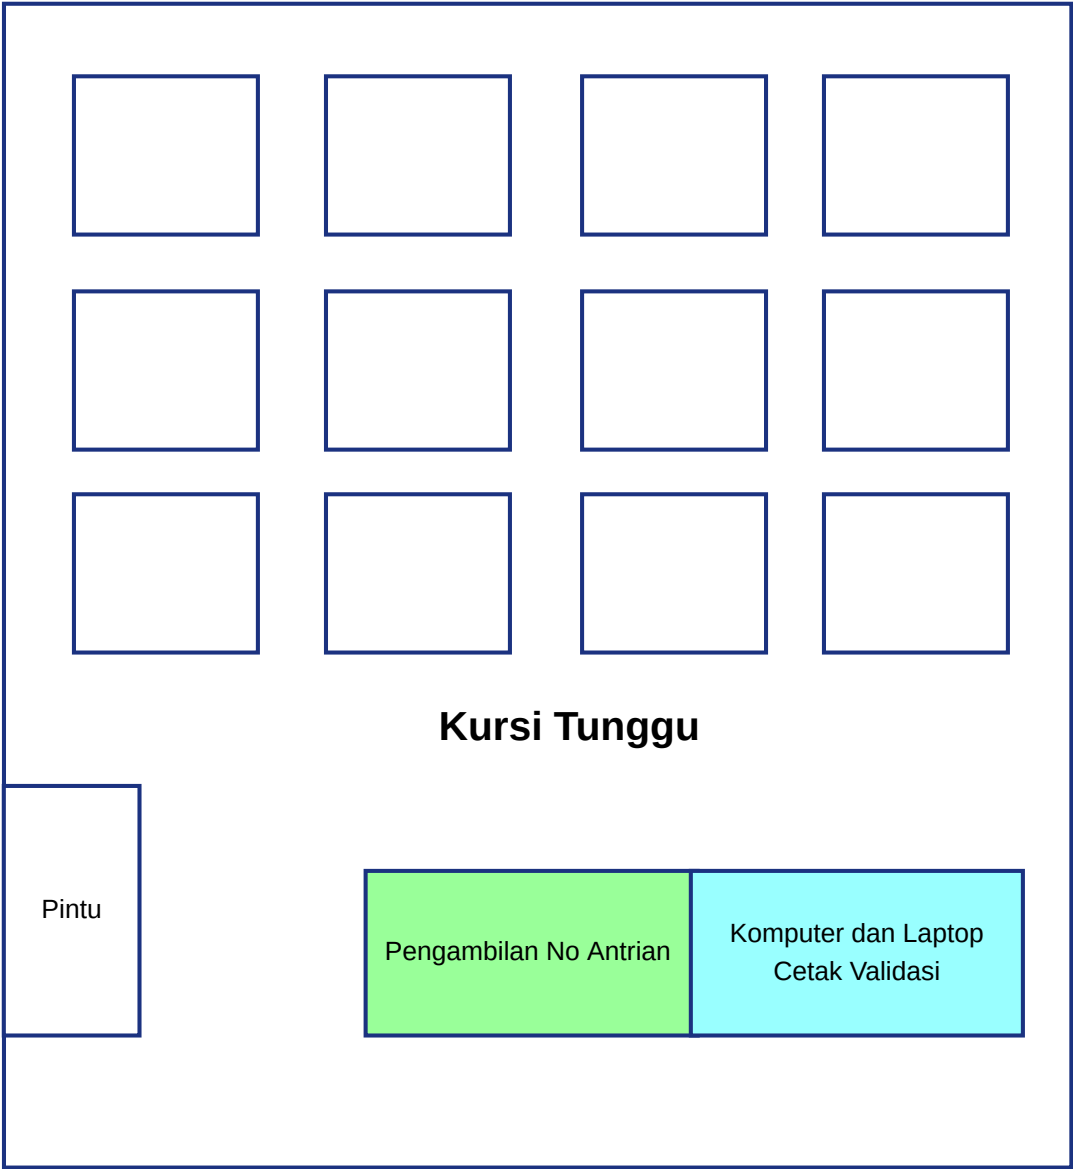 Kursi Tunggu
Pintu
Pengambilan No Antrian
Komputer dan Laptop
Cetak Validasi